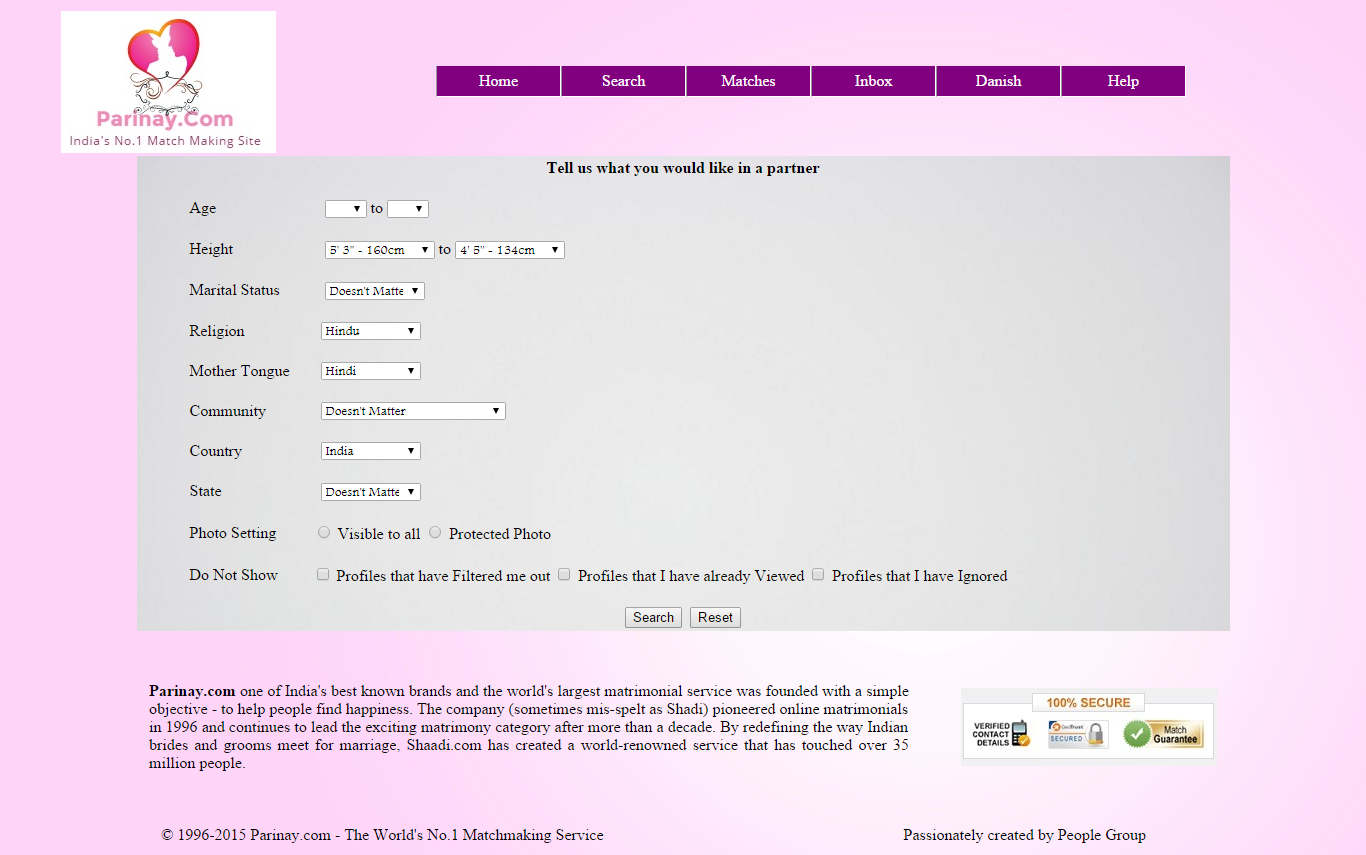 Parinay.Com
India's No.1 Match Making Site
Home Search Matches Inbox Danish Help
Tell us what you would like in a partner
Age to
Height 5' 3" - 160cm to 4' 5" - 134cm
Marital Status Doesn't Matte
Religion Hindu
Mother Tongue Hindi
Community Doesn't Matter
Country India
State Doesn't Matte
Photo Setting Visible to all Protected Photo
Do Not Show Profiles that have Filtered me out Profiles that I have already Viewed Profiles that I have Ignored
Search Reset
Parinay.com one of India's best known brands and the world's largest matrimonial service was founded with a simple
objective - to help people find happiness. The company (sometimes mis-spelt as Shadi) pioneered online matrimonials
in 1996 and continues to lead the exciting matrimony category after more than a decade. By redefining the way Indian
brides and grooms meet for marriage, Shaadi.com has created a world-renowned service that has touched over 35
million people.
100% SECURE
VERIFIED
CONTACT
DETAILS
GeoTrust
SECURED
Match
Guarantee
© 1996-2015 Parinay.com - The World's No.1 Matchmaking Service
Passionately created by People Group